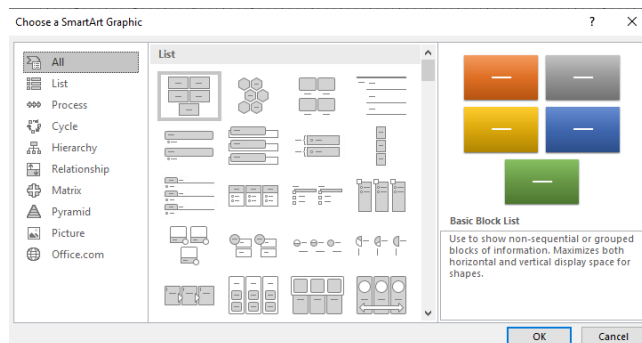 Choose a SmartArt Graphic
?
All
List
Process
Cycle
Hierarchy
Relationship
Matrix
Pyramid
Picture
Office.com
List
Basic Block List
Use to show non-sequential or grouped
blocks of information. Maximizes both
horizontal and vertical display space for
shapes.
OK
Cancel